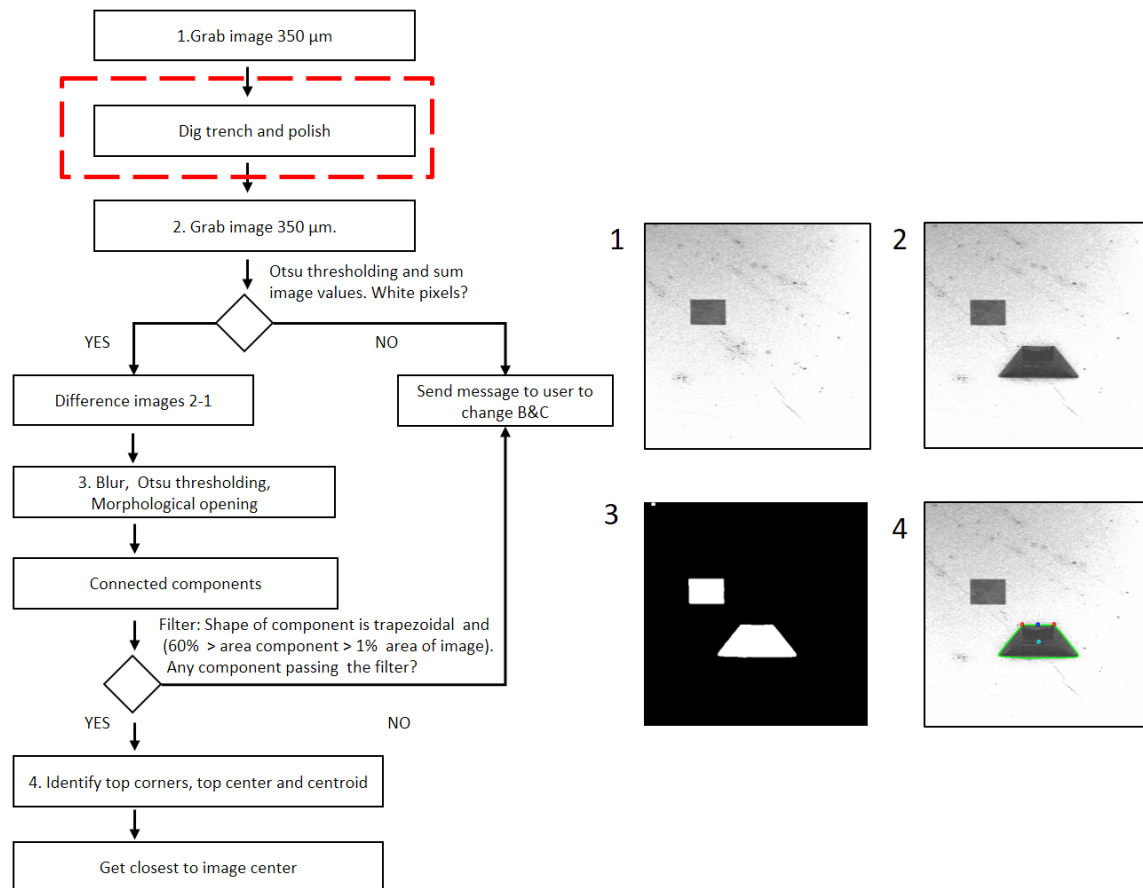 1.Grab image 350 µm
Dig trench and polish
2. Grab image 350 µm.
Otsu thresholding and sum
image values. White pixels?
YES
NO
Difference images 2-1
Send message to user to
change B&C
3. Blur,  Otsu thresholding,
Morphological opening
Connected components
Filter: Shape of component is trapezoidal  and
(60%  > area component > 1%  area of image).
Any component passing  the filter?
YES
NO
4. Identify top corners, top center and centroid
Get closest to image center
1
2
3
4